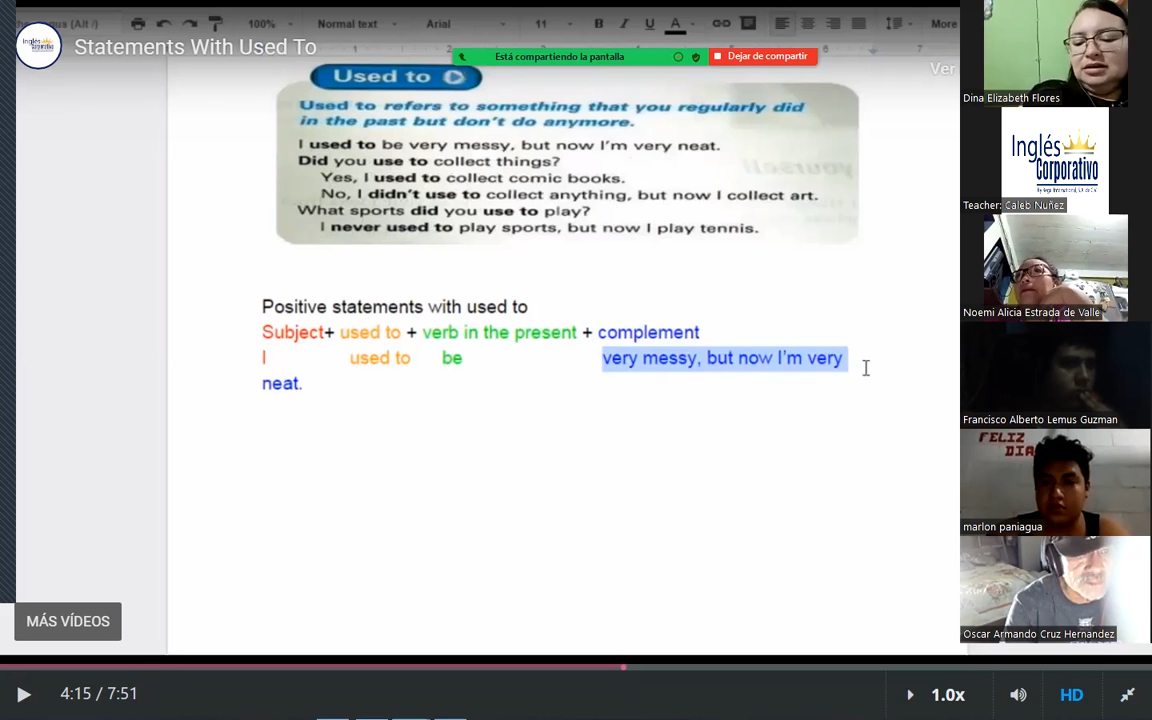 100%
Normal text
Arial
11
B
I
U
A
More
Inglés Corporativo
Statements With Used To
Está compartiendo la pantalla
Dejar de compartir
Ver
Used to
Used to refers to something that you regularly did
in the past but don't do anymore.
I used to be very messy, but now I'm very neat.
Did you use to collect things?
Yes, I used to collect comic books.
No, I didn't use to collect anything, but now I collect art.
What sports did you use to play?
I never used to play sports, but now I play tennis.
yourself
Positive statements with used to
Subject+ used to + verb in the present + complement
I used to be very messy, but now I'm very
neat.
MÁS VÍDEOS
4:15 / 7:51
1.0x
HD
Dina Elizabeth Flores
Inglés
Corporativo
Teacher: Caleb Nuñez
Noemi Alicia Estrada de Valle
Francisco Alberto Lemus Guzman
FELIZ
DIA
marlon paniagua
Oscar Armando Cruz Hernandez